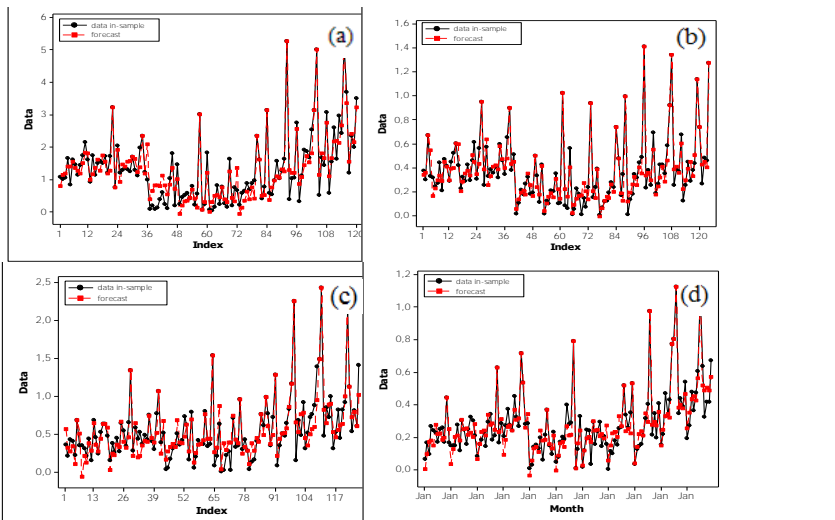 data in-sample
forecast
(a)
Data
6
5
4
3
2
1
0
1 12 24 36 48 60 72 84 96 108 120
Index
data in-sample
forecast
(b)
Data
1,6
1,4
1,2
1,0
0,8
0,6
0,4
0,2
0,0
1 12 24 36 48 60 72 84 96 108 120
Index
data in-sample
forecast
(c)
Data
2,5
2,0
1,5
1,0
0,5
0,0
1 13 26 39 52 65 78 91 104 117
Index
data in-sample
forecast
(d)
Data
1,2
1,0
0,8
0,6
0,4
0,2
0,0
Jan Jan Jan Jan Jan Jan Jan Jan Jan Jan Jan
Month